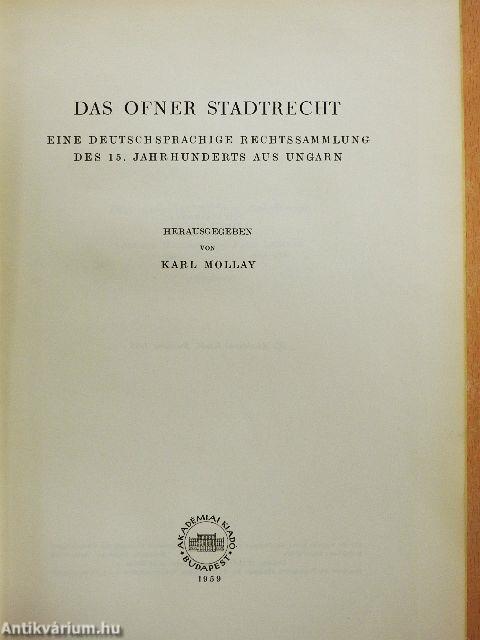 DAS OFNER STADTRECHT
EINE DEUTSCHSPRACHIGE RECHTSSAMMLUNG
DES 15. JAHRHUNDERTS AUS UNGARN
HERAUSGEGEBEN
VON
KARL MOLLAY
AKADÉMIAI KIADÓ
BUDAPEST
1959
Antikvárium.hu